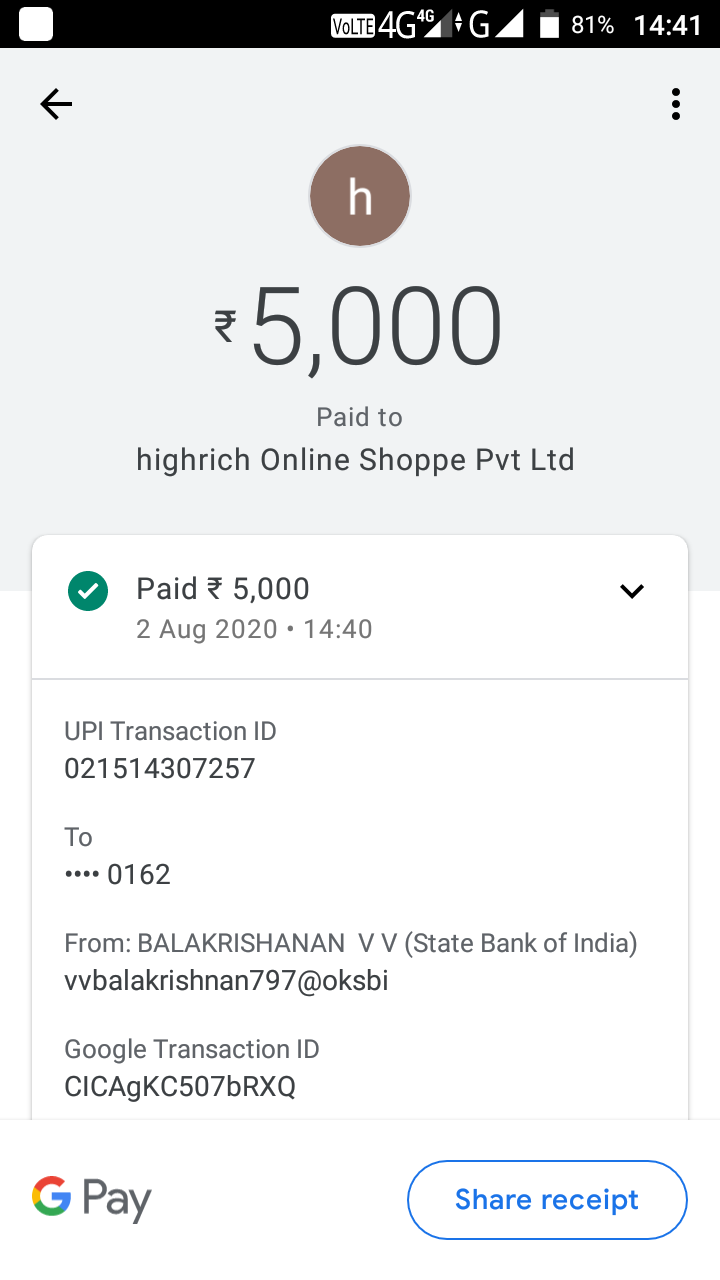 VoLTE 4G 4G G 81% 14:41
h
₹5,000
Paid to
highrich Online Shoppe Pvt Ltd
Paid ₹ 5,000
2 Aug 2020 • 14:40
UPI Transaction ID
021514307257
To
•••• 0162
From: BALAKRISHANAN  V V (State Bank of India)
vvbalakrishnan797@oksbi
Google Transaction ID
CICAgKC507bRXQ
G Pay
Share receipt